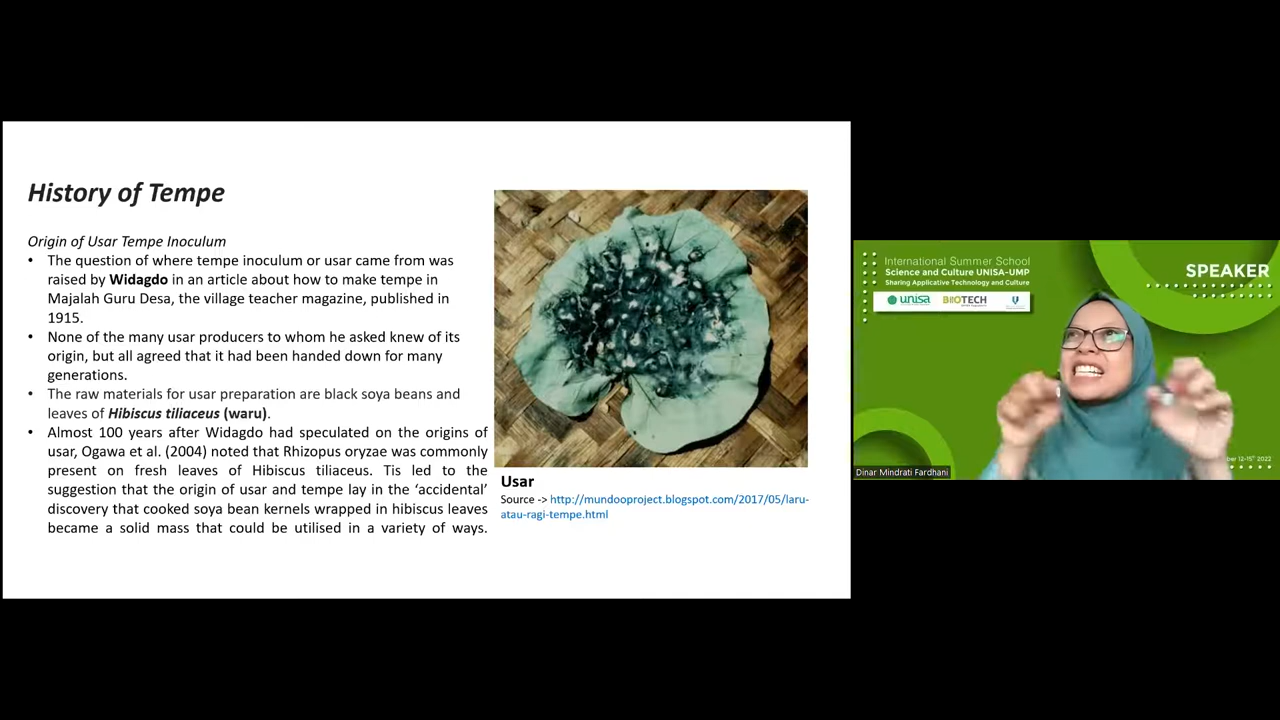 History of Tempe
Origin of Usar Tempe Inoculum
• The question of where tempe inoculum or usar came from was
raised by Widagdo in an article about how to make tempe in
Majalah Guru Desa, the village teacher magazine, published in
1915.
• None of the many usar producers to whom he asked knew of its
origin, but all agreed that it had been handed down for many
generations.
• The raw materials for usar preparation are black soya beans and
leaves of Hibiscus tiliaceus (waru).
• Almost 100 years after Widagdo had speculated on the origins of
usar, Ogawa et al. (2004) noted that Rhizopus oryzae was commonly
present on fresh leaves of Hibiscus tiliaceus. Tis led to the
suggestion that the origin of usar and tempe lay in the ‘accidental’
discovery that cooked soya bean kernels wrapped in hibiscus leaves
became a solid mass that could be utilised in a variety of ways.
Usar
Source -> http://mundooproject.blogspot.com/2017/05/laru-
atau-ragi-tempe.html
International Summer School
Science and Culture UNISA-UMP
Sharing Applicative Technology and Culture
unisa
BIOTECH
SPEAKER
ber 12-15th 2022
Dinar Mindrati Fardhani